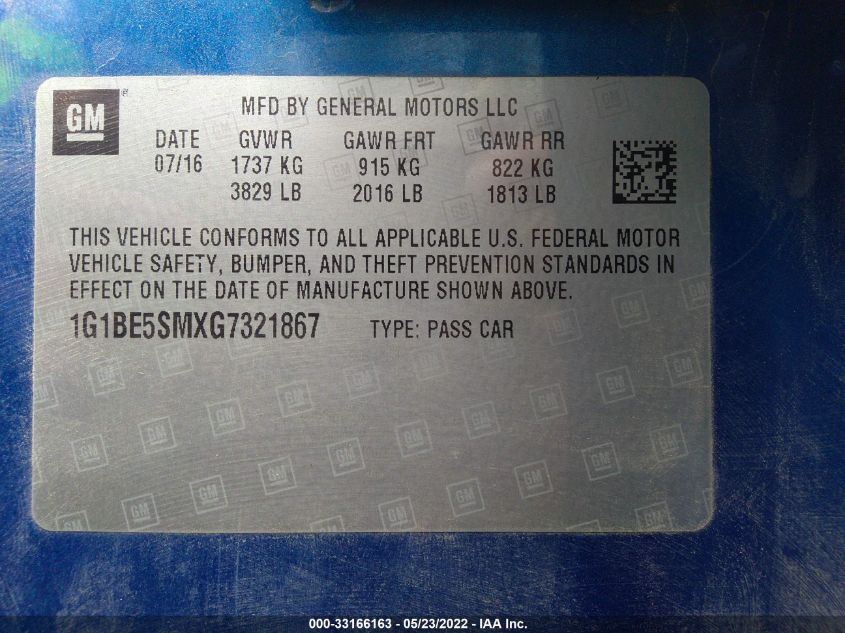 GM
MFD BY GENERAL MOTORS LLC
DATE GVWR GAWR FRT GAWR RR
07/16 1737 KG 915 KG 822 KG
3829 LB 2016 LB 1813 LB
THIS VEHICLE CONFORMS TO ALL APPLICABLE U.S. FEDERAL MOTOR
VEHICLE SAFETY, BUMPER, AND THEFT PREVENTION STANDARDS IN
EFFECT ON THE DATE OF MANUFACTURE SHOWN ABOVE.
1G1BE5SMXG7321867 TYPE: PASS CAR
000-33166163 - 05/23/2022 - IAA Inc.